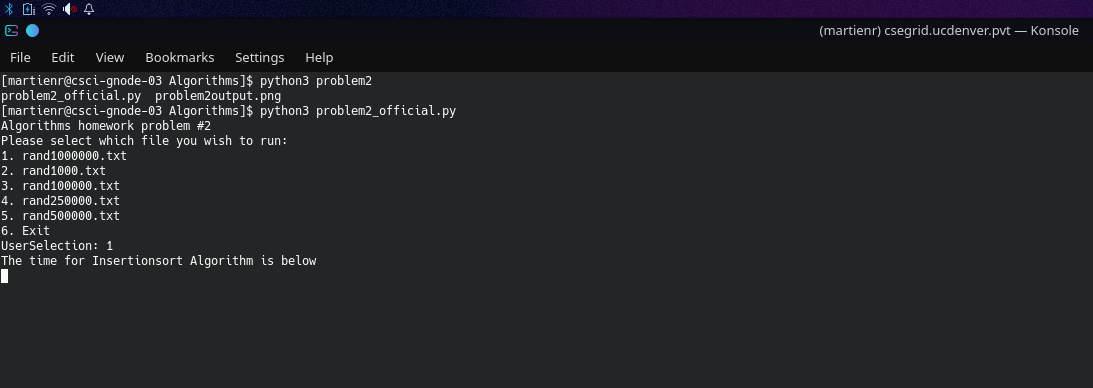 (martienr) csegrid.ucdenver.pvt — Konsole
File Edit View Bookmarks Settings Help
[martienr@csci-gnode-03 Algorithms]$ python3 problem2
problem2_official.py  problem2output.png
[martienr@csci-gnode-03 Algorithms]$ python3 problem2_official.py
Algorithms homework problem #2
Please select which file you wish to run:
1. rand1000000.txt
2. rand1000.txt
3. rand100000.txt
4. rand250000.txt
5. rand500000.txt
6. Exit
UserSelection: 1
The time for Insertionsort Algorithm is below